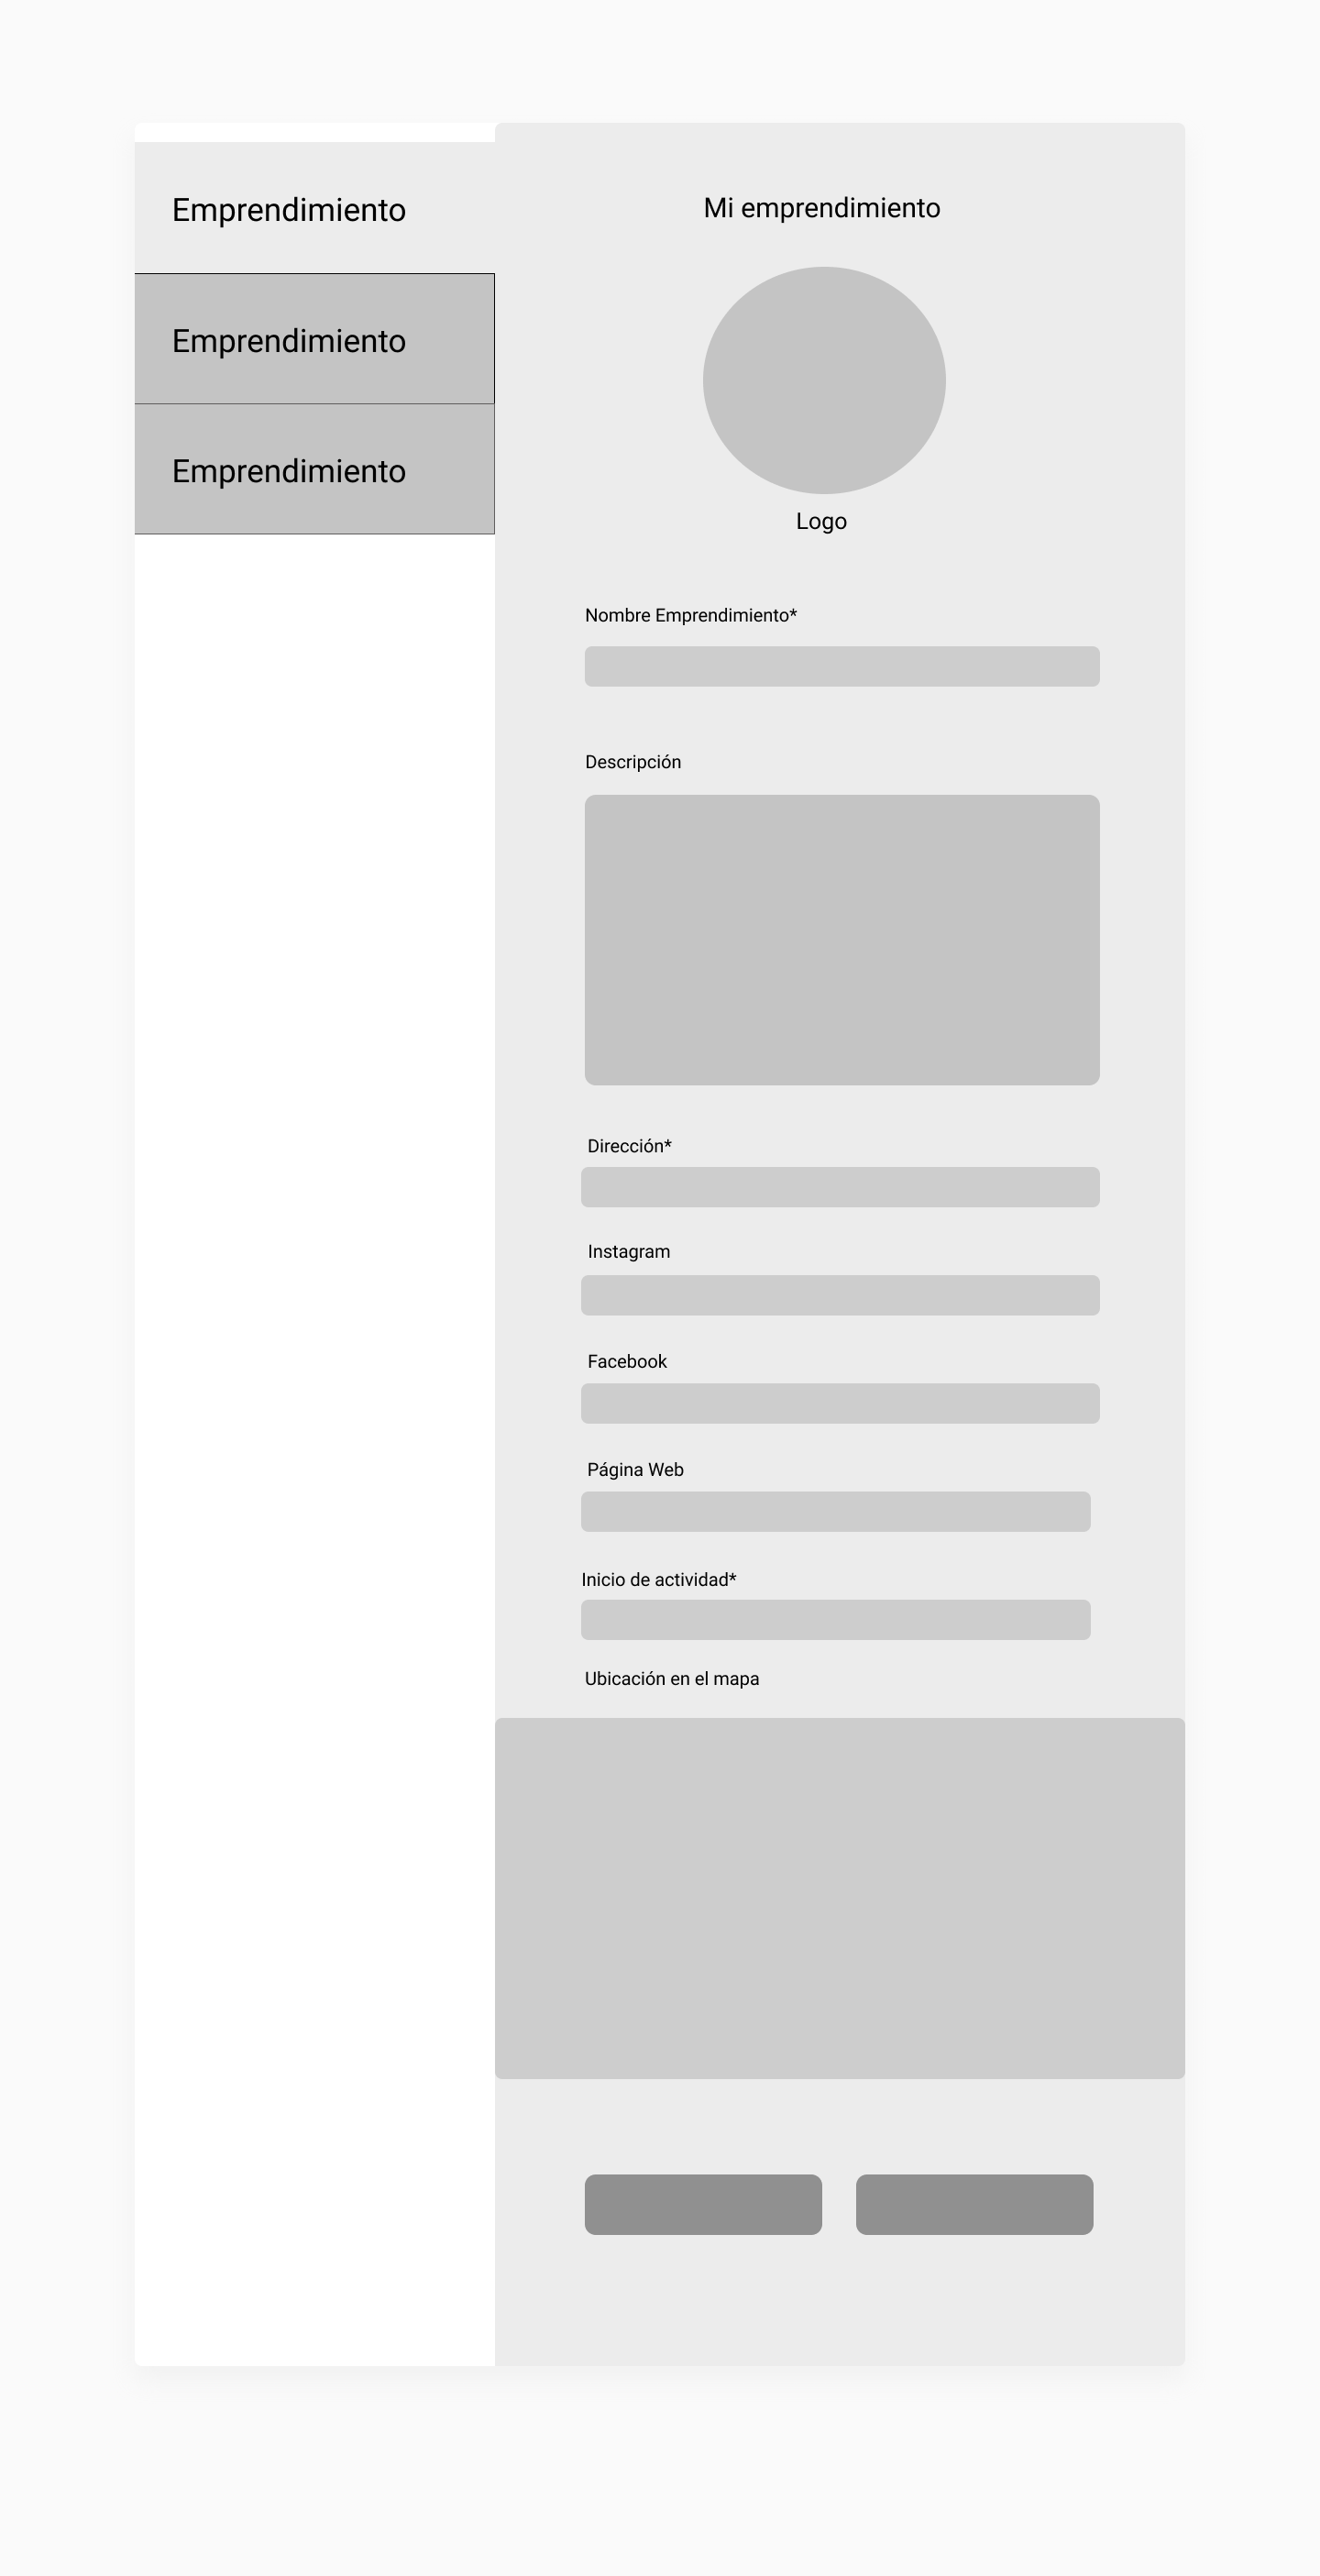 Emprendimiento
Emprendimiento
Emprendimiento
Mi emprendimiento
Logo
Nombre Emprendimiento*
Descripción
Dirección*
Instagram
Facebook
Página Web
Inicio de actividad*
Ubicación en el mapa